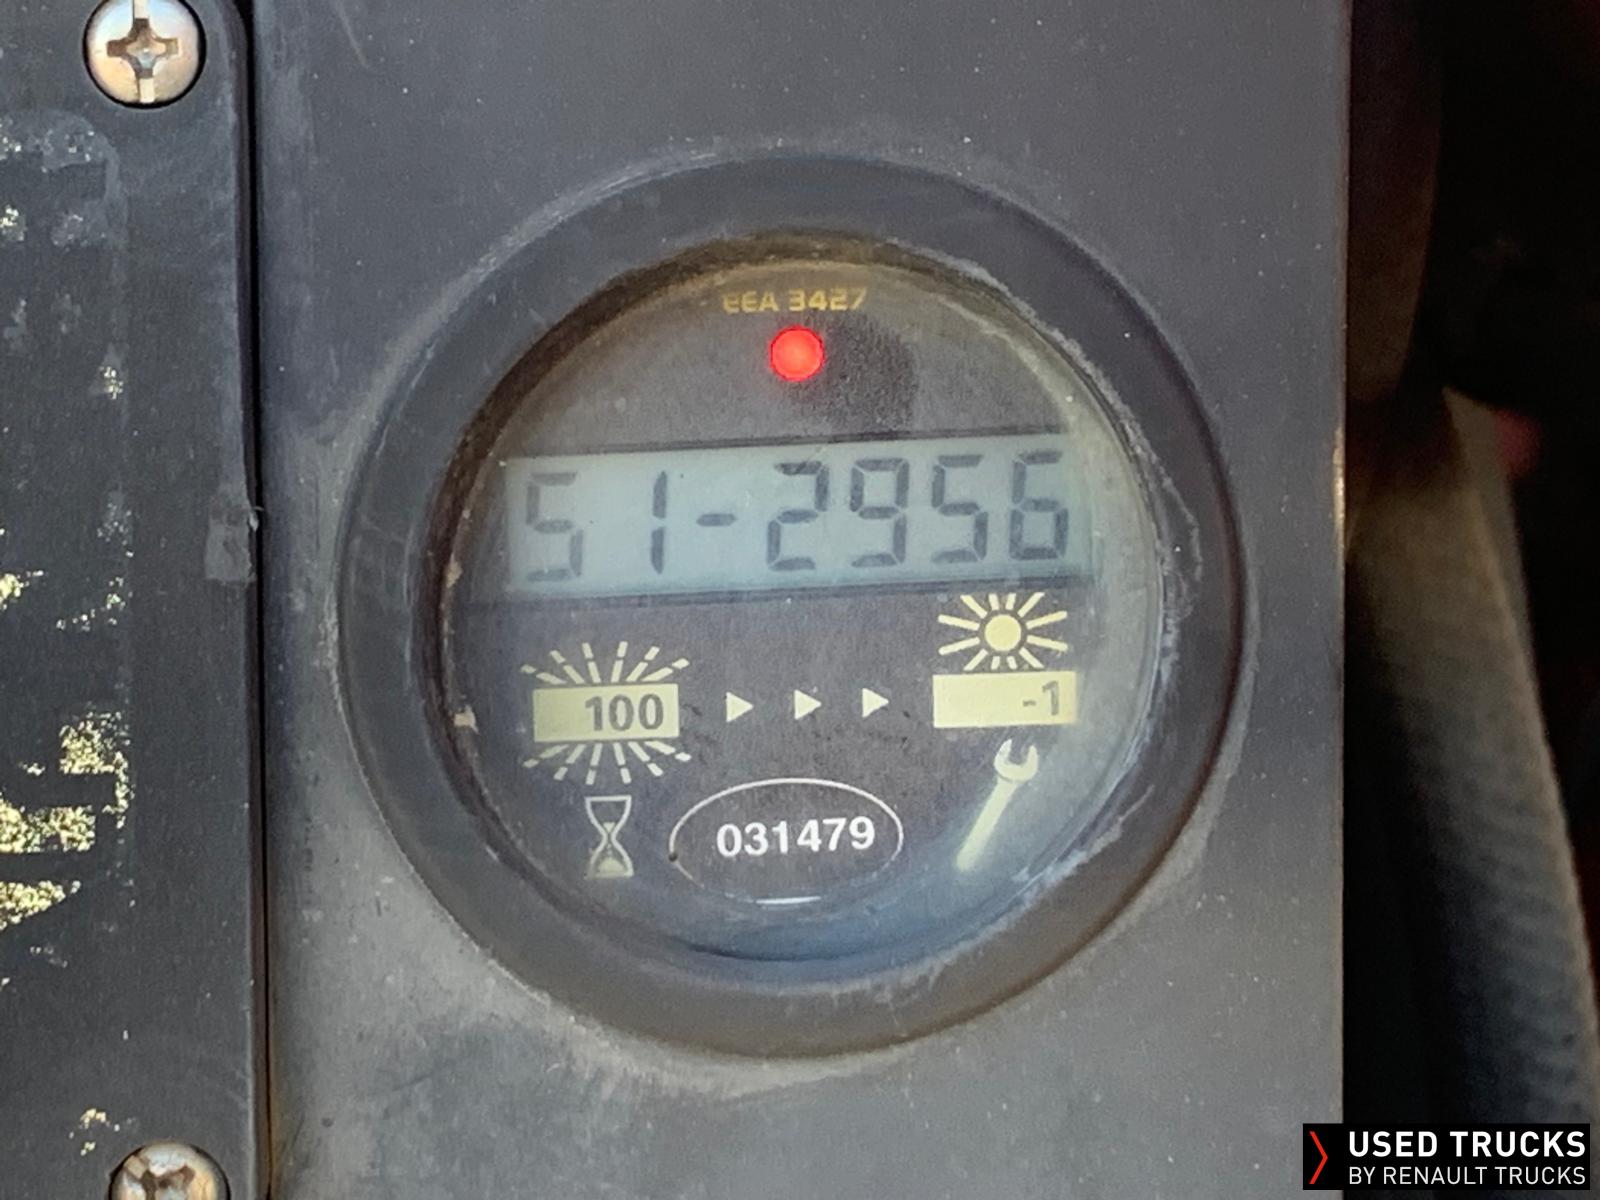 EEA 3427
51-2956
100
-1
031479
USED TRUCKS
BY RENAULT TRUCKS